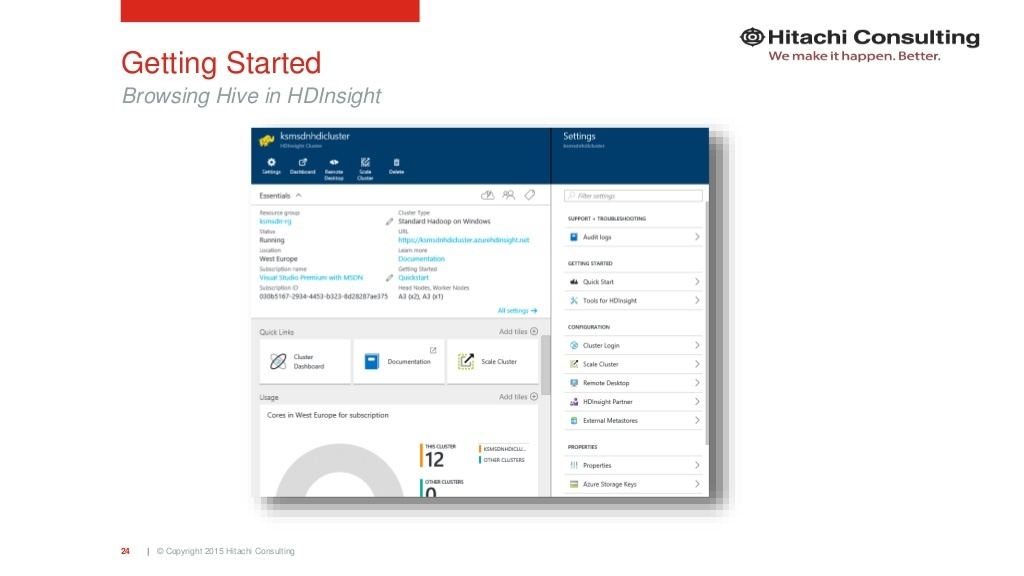 Hitachi Consulting
We make it happen. Better.
Getting Started
Browsing Hive in HDInsight
ksmsdnhdicluster
HDInsight Cluster
Settings
Dashboard
Remote Desktop
Scale Cluster
Delete
Essentials
Resource group
ksmsdn-rg
Status
Running
Location
West Europe
Subscription name
Visual Studio Premium with MSDN
Subscription ID
030b5167-2934-4453-b323-8d28287ae375
Cluster Type
Standard Hadoop on Windows
URL
https://ksmsdnhdicluster.azurehdinsight.net
Learn more
Documentation
Getting Started
Quickstart
Head Nodes, Worker Nodes
A3 (x2), A3 (x1)
All settings
Quick Links
Add tiles
Cluster
Dashboard
Documentation
Scale Cluster
Usage
Add tiles
Cores in West Europe for subscription
THIS CLUSTER
12
OTHER CLUSTERS
0
KSMSDNHDICLU...
OTHER CLUSTERS
Settings
ksmsdnhdicluster
Filter settings
SUPPORT + TROUBLESHOOTING
Audit logs
GETTING STARTED
Quick Start
Tools for HDInsight
CONFIGURATION
Cluster Login
Scale Cluster
Remote Desktop
HDInsight Partner
External Metastores
PROPERTIES
Properties
Azure Storage Keys
24 | © Copyright 2015 Hitachi Consulting